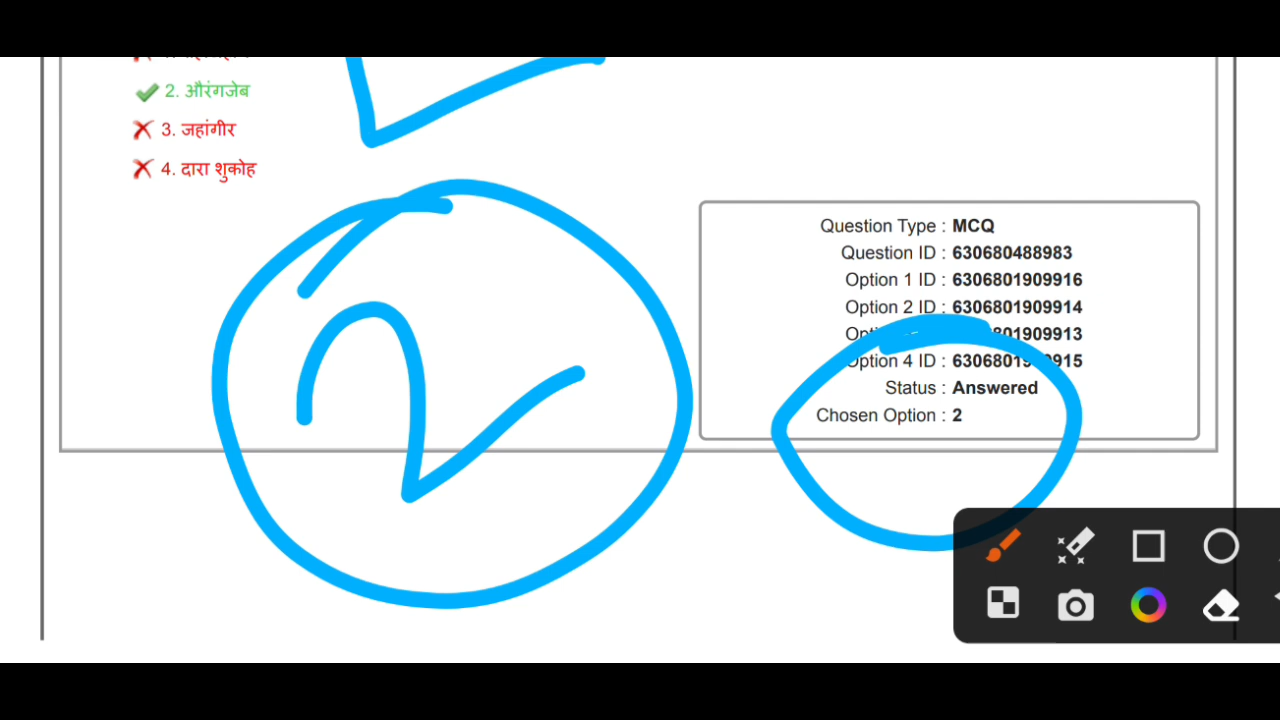 2. औरंगजेब
3. जहांगीर
4. दारा शुकोह
Question Type : MCQ
Question ID : 630680488983
Option 1 ID : 6306801909916
Option 2 ID : 6306801909914
Status : Answered
Chosen Option : 2
2